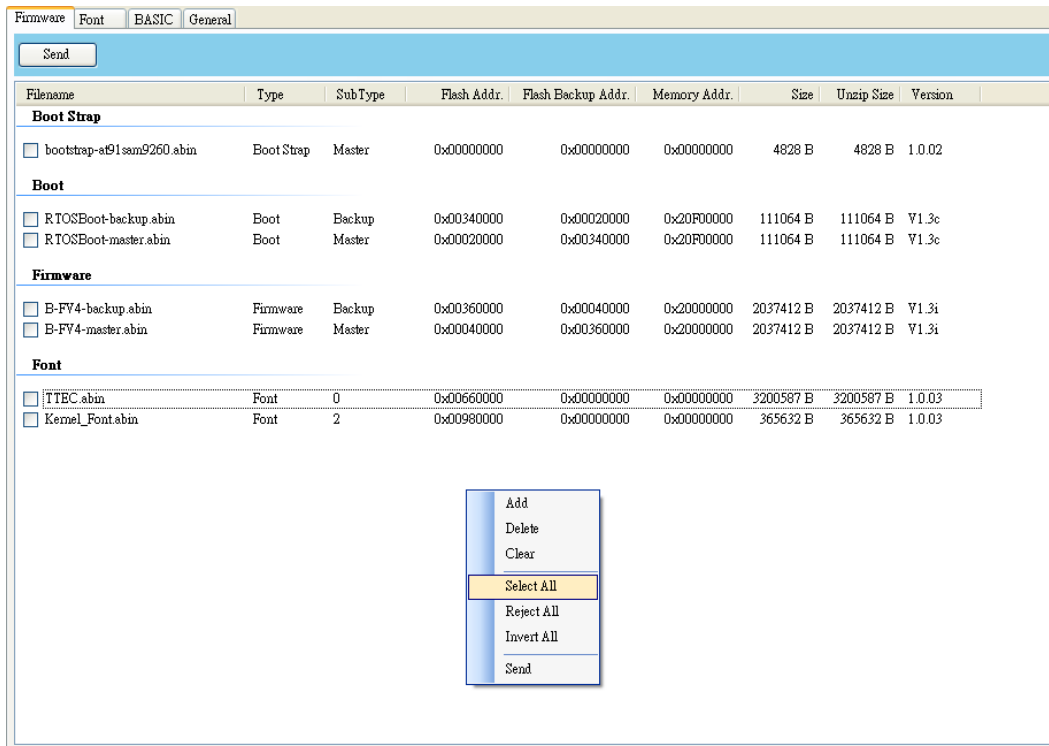 Firmware Font BASIC General
Send
Filename Type SubType Flash Addr. Flash Backup Addr. Memory Addr. Size Unzip Size Version
Boot Strap
bootstrap-at91sam9260.abin Boot Strap Master 0x00000000 0x00000000 0x00000000 4828 B 4828 B 1.0.02
Boot
RTOSBoot-backup.abin Boot Backup 0x00340000 0x00020000 0x20F00000 111064 B 111064 B V1.3c
RTOSBoot-master.abin Boot Master 0x00020000 0x00340000 0x20F00000 111064 B 111064 B V1.3c
Firmware
B-FV4-backup.abin Firmware Backup 0x00360000 0x00040000 0x20000000 2037412 B 2037412 B V1.3i
B-FV4-master.abin Firmware Master 0x00040000 0x00360000 0x20000000 2037412 B 2037412 B V1.3i
Font
TTEC.abin Font 0 0x00660000 0x00000000 0x00000000 3200587 B 3200587 B 1.0.03
Kernel_Font.abin Font 2 0x00980000 0x00000000 0x00000000 365632 B 365632 B 1.0.03
Add
Delete
Clear
Select All
Reject All
Invert All
Send